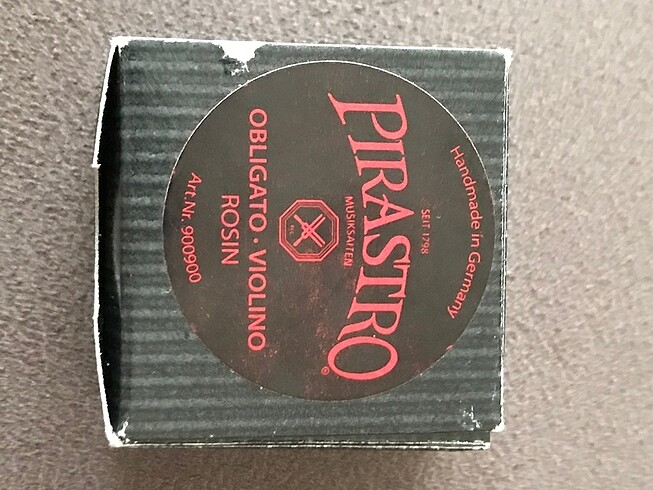 Handmade in Germany
SEIT 1798
PIRASTRO®
MUSIKSAITEN
OBLIGATO · VIOLINO
ROSIN
Art.Nr. 900900